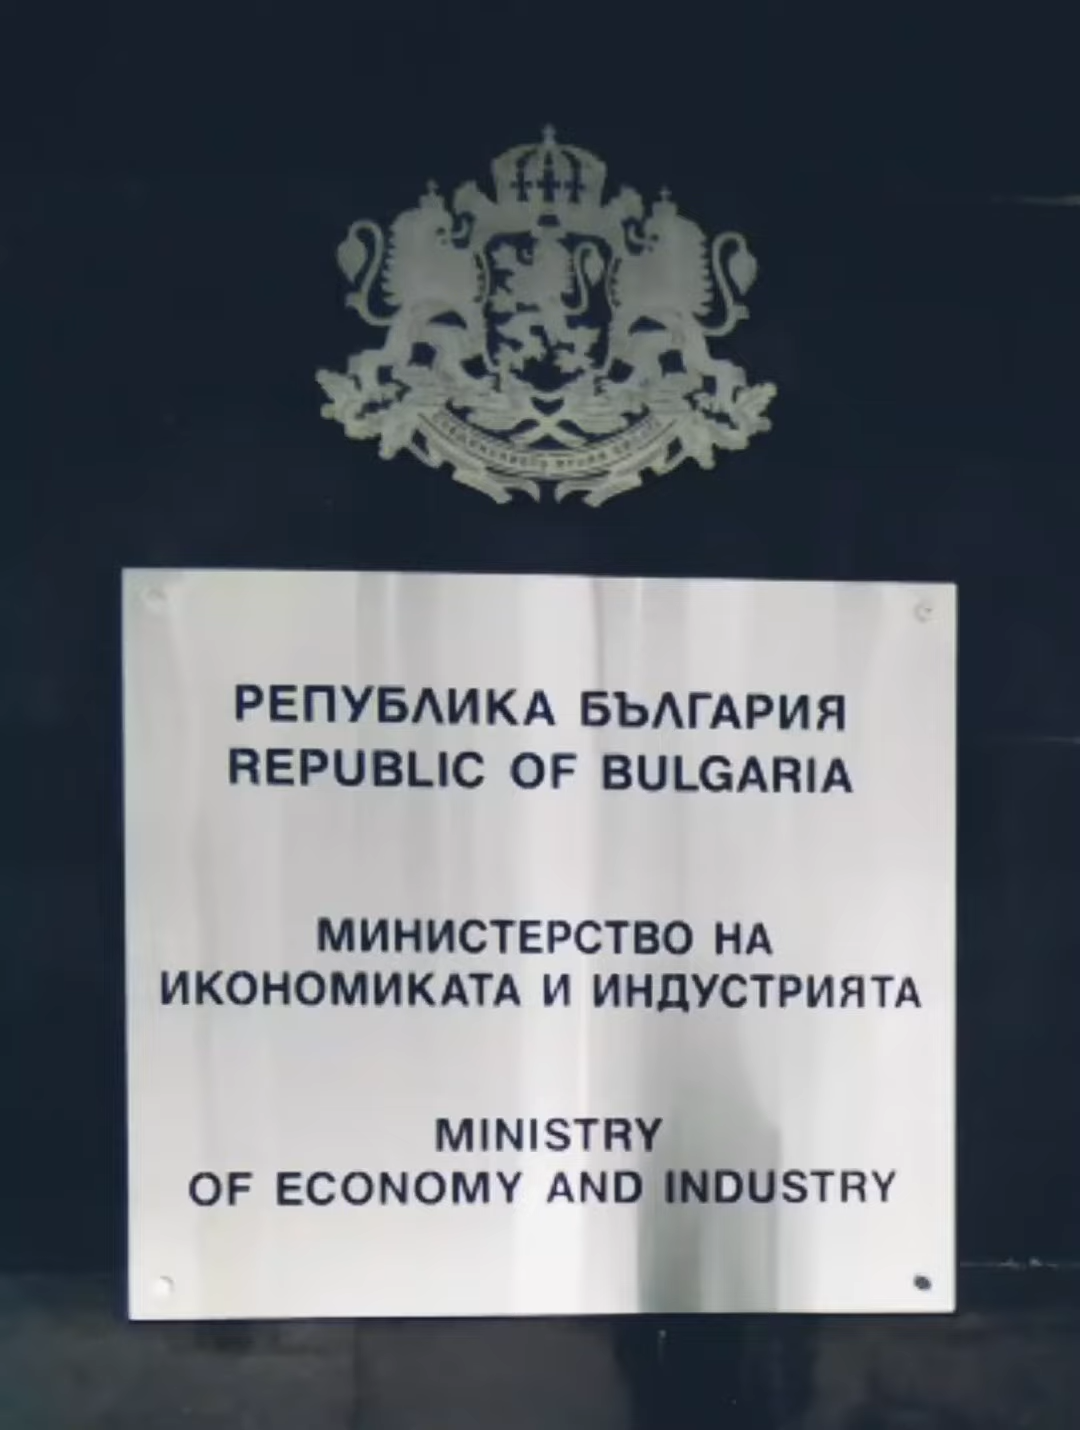 РЕПУБЛИКА БЪЛГАРИЯ
REPUBLIC OF BULGARIA
МИНИСТЕРСТВО НА
ИКОНОМИКАТА И ИНДУСТРИЯТА
MINISTRY
OF ECONOMY AND INDUSTRY